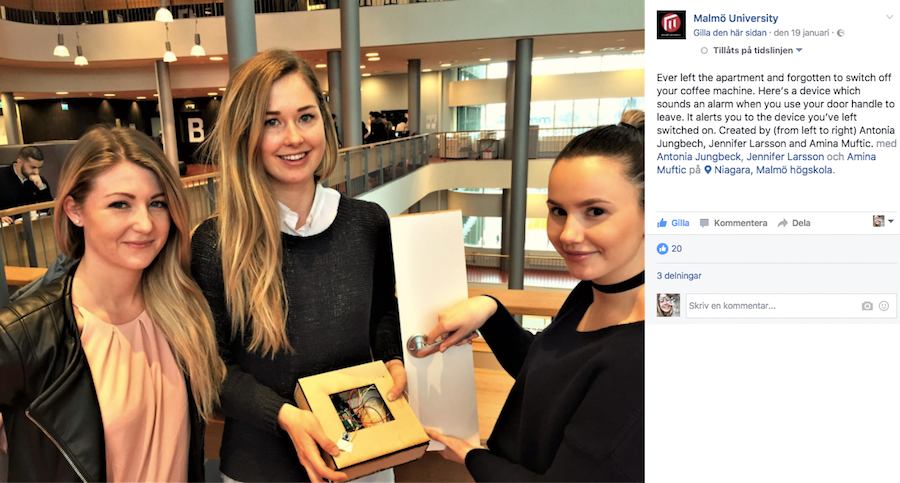 B
Malmö University
Gilla den här sidan · den 19 januari ·
Tillåts på tidslinjen
Ever left the apartment and forgotten to switch off
your coffee machine. Here's a device which
sounds an alarm when you use your door handle to
leave. It alerts you to the device you've left
switched on. Created by (from left to right) Antonia
Jungbech, Jennifer Larsson and Amina Muftic. med
Antonia Jungbeck, Jennifer Larsson och Amina
Muftic på Niagara, Malmö högskola.
Gilla Kommentera Dela
20
3 delningar
Skriv en kommentar...